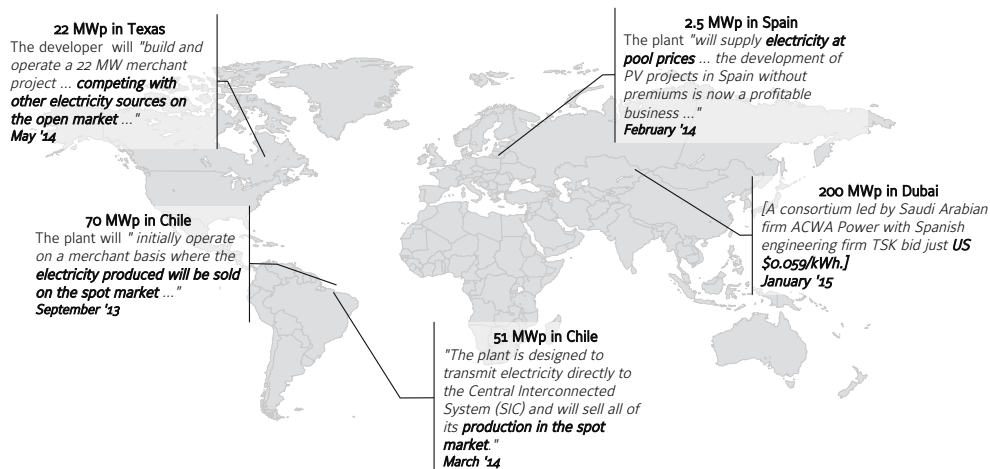 22 MWp in Texas
The developer will "build and
operate a 22 MW merchant
project ... competing with
other electricity sources on
the open market ..."
May '14
2.5 MWp in Spain
The plant "will supply electricity at
pool prices ... the development of
PV projects in Spain without
premiums is now a profitable
business ..."
February '14
200 MWp in Dubai
[A consortium led by Saudi Arabian
firm ACWA Power with Spanish
engineering firm TSK bid just US
$0.059/kWh.]
January '15
70 MWp in Chile
The plant will " initially operate
on a merchant basis where the
electricity produced will be sold
on the spot market ..."
September '13
51 MWp in Chile
"The plant is designed to
transmit electricity directly to
the Central Interconnected
System (SIC) and will sell all of
its production in the spot
market."
March '14